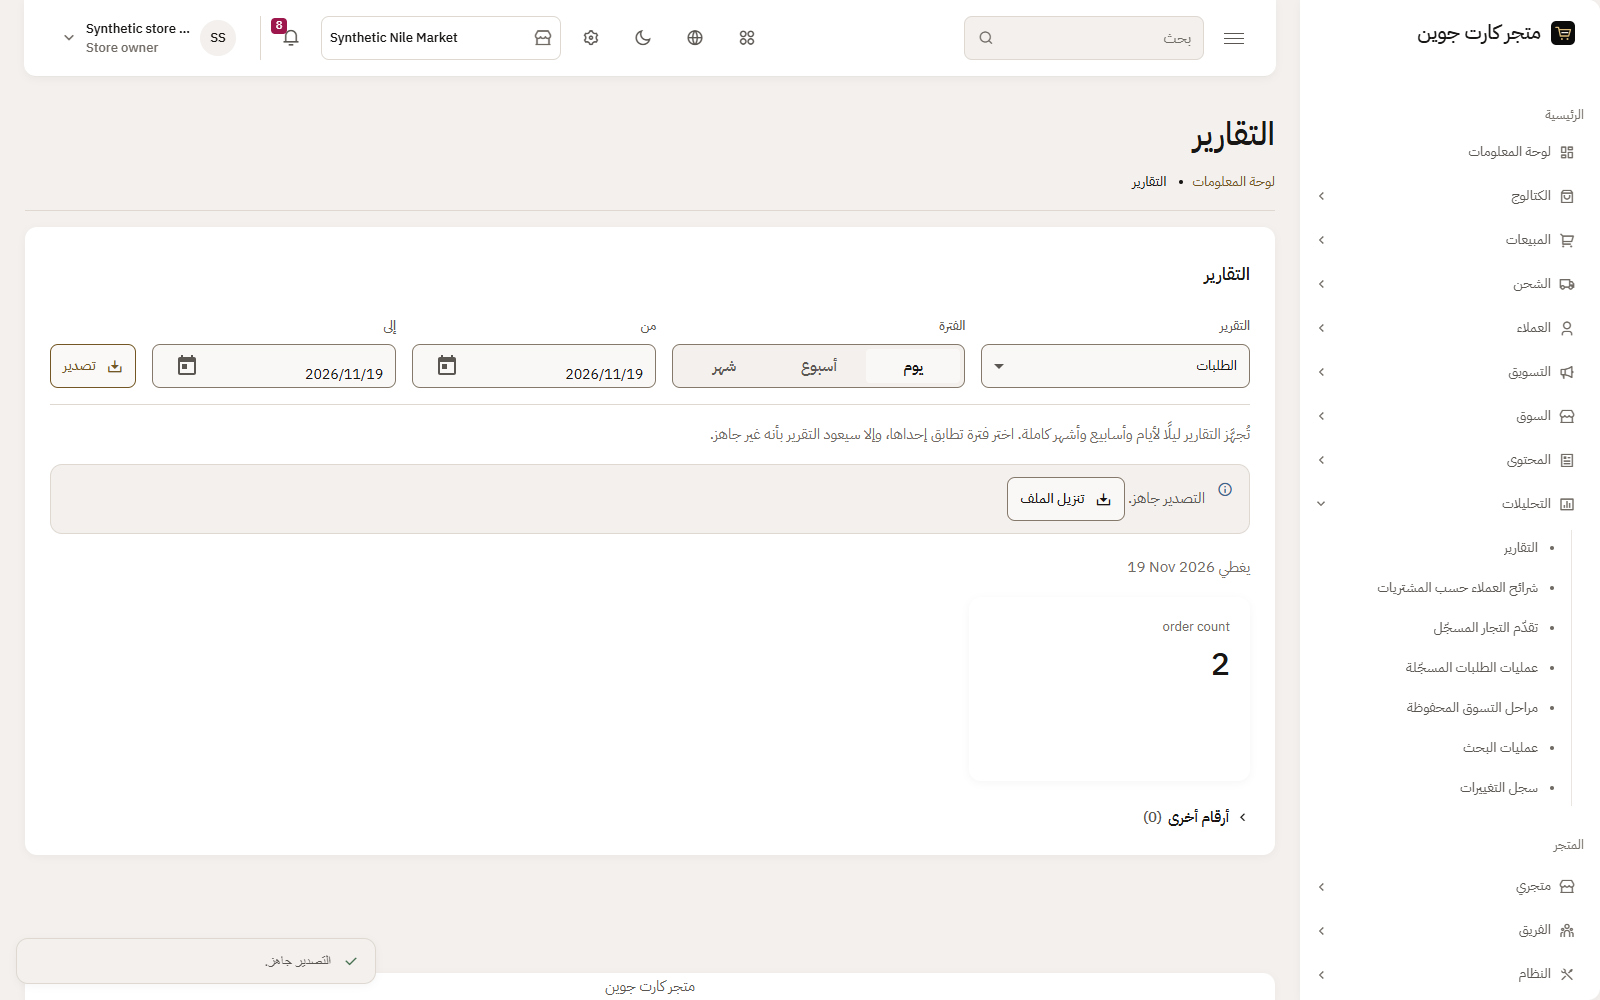 متجر كارت جوين
الرئيسية
لوحة المعلومات
الكتالوج
المبيعات
الشحن
العملاء
التسويق
السوق
المحتوى
التحليلات
التقارير
شرائح العملاء حسب المشتريات
تقدّم التجار المسجّل
عمليات الطلبات المسجّلة
مراحل التسوق المحفوظة
عمليات البحث
سجل التغييرات
المتجر
متجري
الفريق
النظام
بحث
Synthetic Nile Market
8
SS
Synthetic store ...
Store owner
التقارير
لوحة المعلومات • التقارير
التقارير
التقرير
الفترة
من
إلى
الطلبات
يوم
أسبوع
شهر
2026/11/19
2026/11/19
تصدير
تُجهَّز التقارير ليلًا لأيام وأسابيع وأشهر كاملة. اختر فترة تطابق إحداها، وإلا سيعود التقرير بأنه غير جاهز.
التصدير جاهز. تنزيل الملف
يغطي 19 Nov 2026
order count
2
أرقام أخرى (0)
التصدير جاهز.
متجر كارت جوين